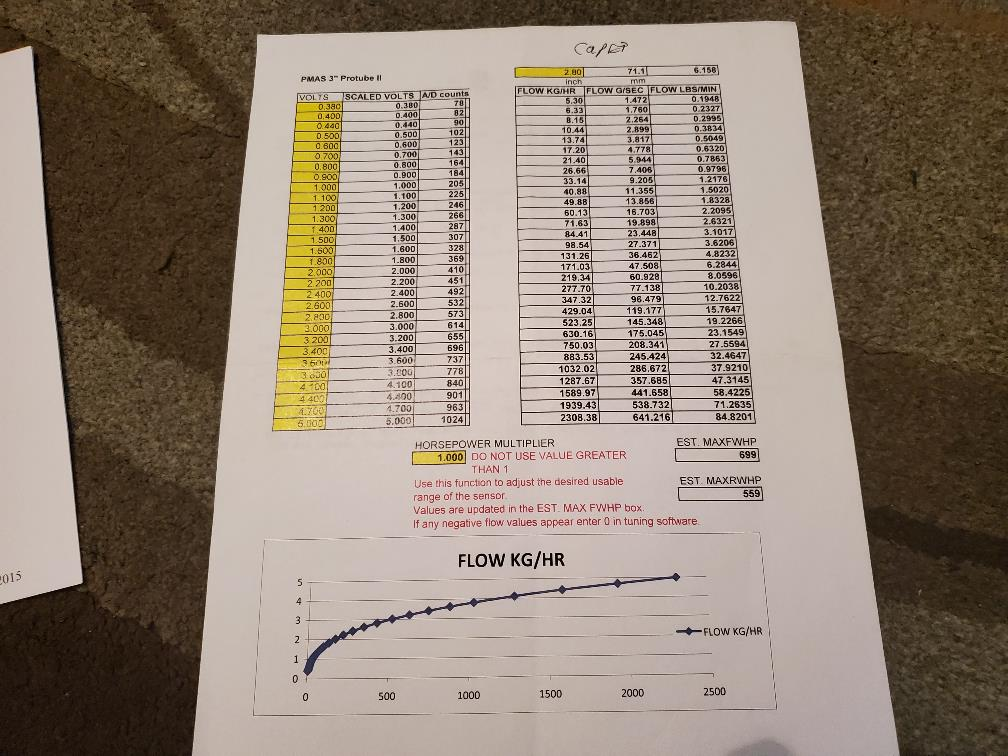 2.80 71.1 6.158
PMAS 3" Protube II inch mm
VOLTS SCALED VOLTS A/D counts FLOW KG/HR FLOW G/SEC FLOW LBS/MIN
0.380 0.380 78 5.30 1.472 0.1948
0.400 0.400 82 6.33 1.760 0.2327
0.440 0.440 90 8.15 2.264 0.2995
0.500 0.500 102 10.44 2.899 0.3834
0.600 0.600 123 13.74 3.817 0.5049
0.700 0.700 143 17.20 4.778 0.6320
0.800 0.800 164 21.40 5.944 0.7863
0.900 0.900 184 26.66 7.406 0.9796
1.000 1.000 205 33.14 9.205 1.2176
1.100 1.100 225 40.88 11.355 1.5020
1.200 1.200 246 49.88 13.856 1.8328
1.300 1.300 266 60.13 16.703 2.2095
1.400 1.400 287 71.63 19.898 2.6321
1.500 1.500 307 84.41 23.448 3.1017
1.600 1.600 328 98.54 27.371 3.6206
1.800 1.800 369 131.26 36.462 4.8232
2.000 2.000 410 171.03 47.508 6.2844
2.200 2.200 451 219.34 60.928 8.0596
2.400 2.400 492 277.70 77.138 10.2038
2.600 2.600 532 347.32 96.479 12.7622
2.800 2.800 573 429.04 119.177 15.7647
3.000 3.000 614 523.25 145.348 19.2266
3.200 3.200 655 630.16 175.045 23.1549
3.400 3.400 696 750.03 208.341 27.5594
3.600 3.600 737 883.53 245.424 32.4647
3.800 3.800 778 1032.02 286.672 37.9210
4.100 4.100 840 1287.67 357.685 47.3145
4.400 4.400 901 1589.97 441.658 58.4225
4.700 4.700 963 1939.43 538.732 71.2635
5.000 5.000 1024 2308.38 641.216 84.8201
HORSEPOWER MULTIPLIER EST. MAXFWHP
1.000 DO NOT USE VALUE GREATER 699
THAN 1
Use this function to adjust the desired usable EST. MAXRWHP
range of the sensor. 559
Values are updated in the EST. MAX FWHP box.
If any negative flow values appear enter 0 in tuning software.
FLOW KG/HR
5
4
3
2
1
0
FLOW KG/HR
0 500 1000 1500 2000 2500
2015